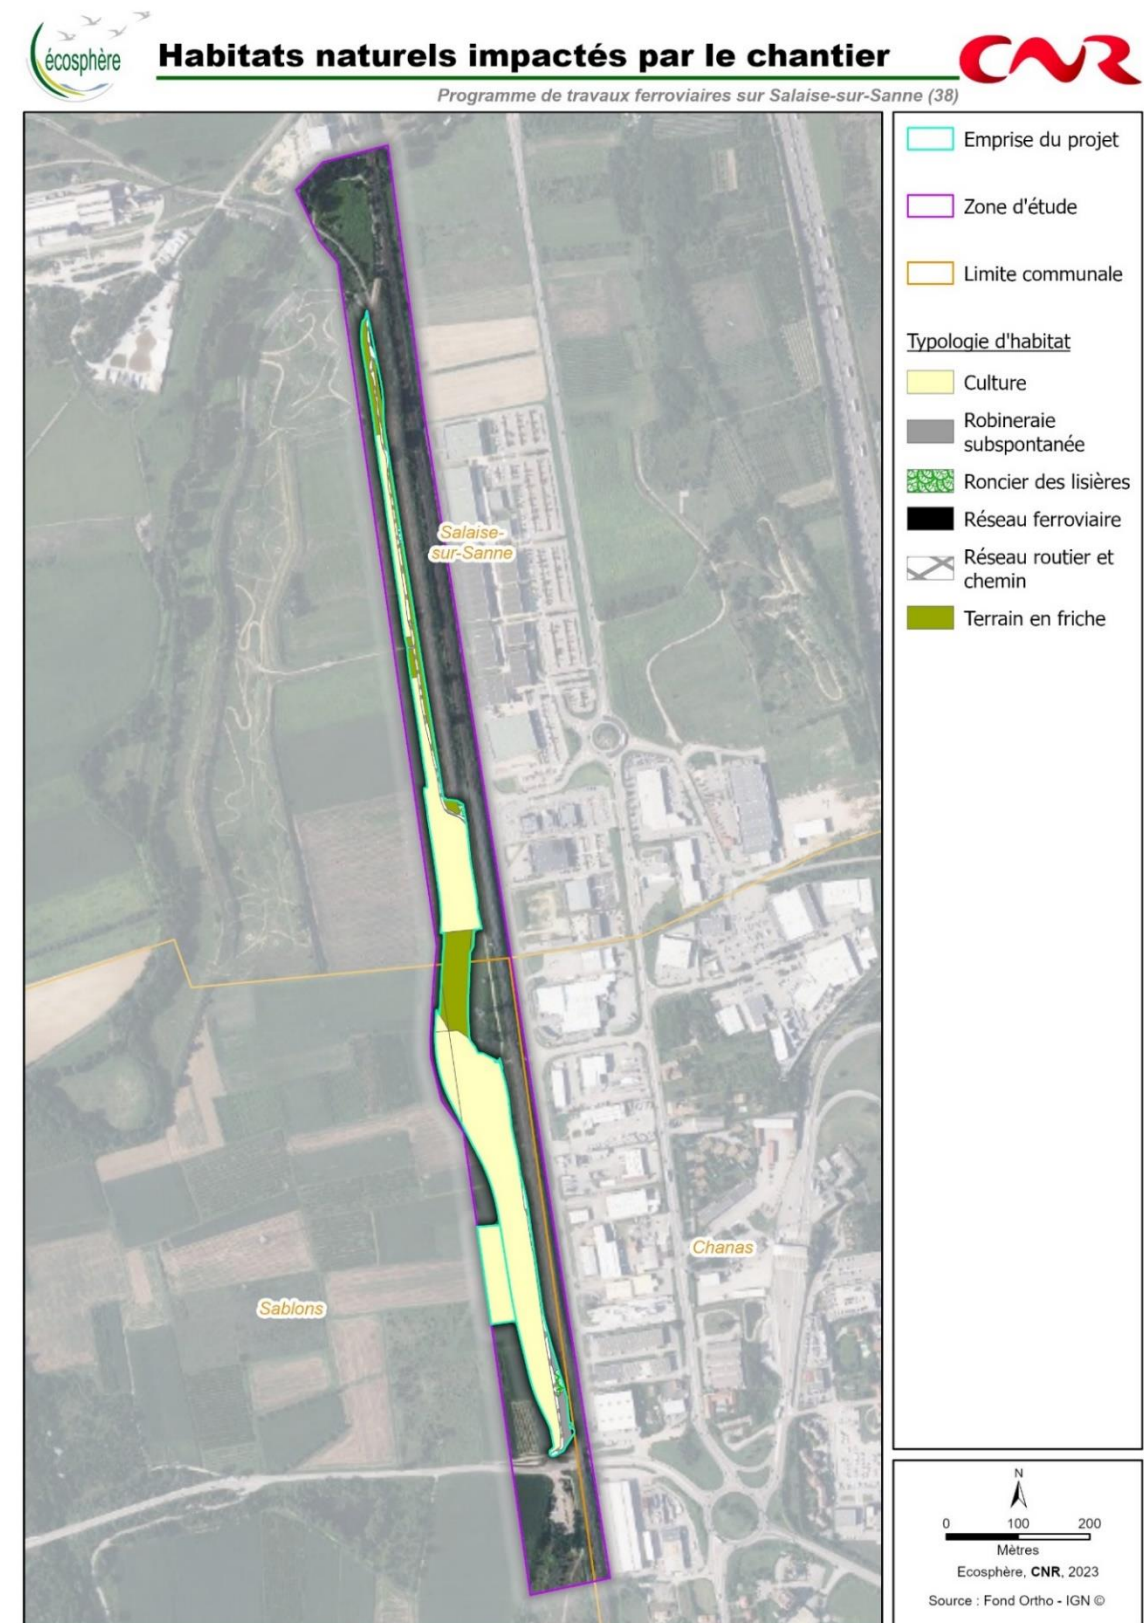 écosphère
Habitats naturels impactés par le chantier
CNR
Programme de travaux ferroviaires sur Salaise-sur-Sanne (38)
Emprise du projet
Zone d'étude
Limite communale
Typologie d'habitat
Culture
Robineraie
subspontanée
Roncier des lisières
Réseau ferroviaire
Réseau routier et
chemin
Terrain en friche
Salaise-
sur-Sanne
Chanas
Sablons
N
0 100 200
Mètres
Ecosphère, CNR, 2023
Source : Fond Ortho - IGN ©